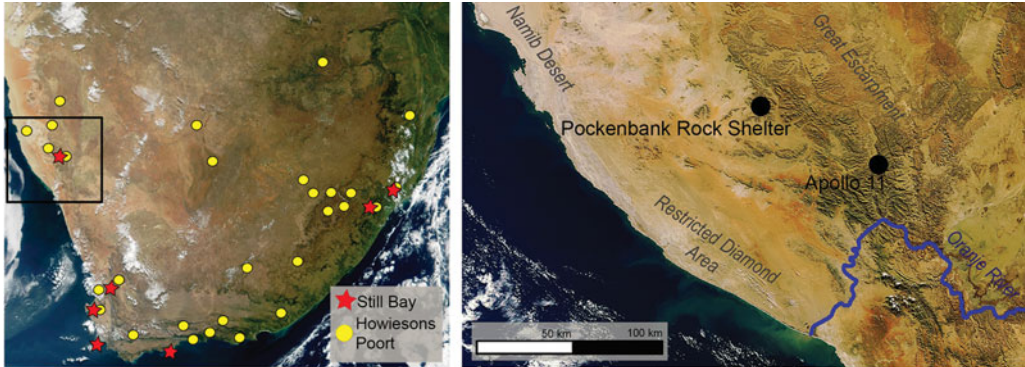 Still Bay
Howiesons
Poort
Namib Desert
Great Escarpment
Pockenbank Rock Shelter
Apollo 11
Restricted Diamond
Area
Oranje River
50 km
100 km